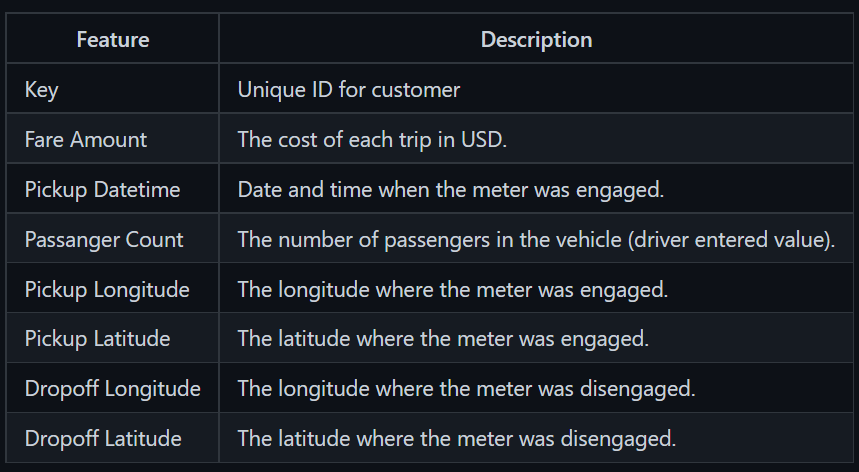 Feature Description
Key Unique ID for customer
Fare Amount The cost of each trip in USD.
Pickup Datetime Date and time when the meter was engaged.
Passanger Count The number of passengers in the vehicle (driver entered value).
Pickup Longitude The longitude where the meter was engaged.
Pickup Latitude The latitude where the meter was engaged.
Dropoff Longitude The longitude where the meter was disengaged.
Dropoff Latitude The latitude where the meter was disengaged.